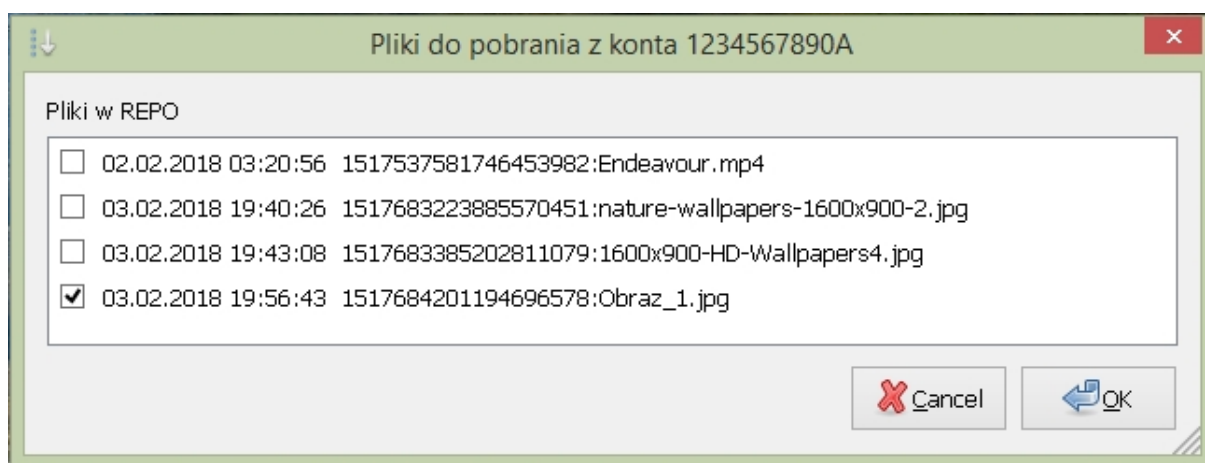 Pliki do pobrania z konta 1234567890A
Pliki w REPO
02.02.2018 03:20:56 1517537581746453982:Endeavour.mp4
03.02.2018 19:40:26 1517683223885570451:nature-wallpapers-1600x900-2.jpg
03.02.2018 19:43:08 1517683385202811079:1600x900-HD-Wallpapers4.jpg
03.02.2018 19:56:43 1517684201194696578:Obraz_1.jpg
Cancel OK